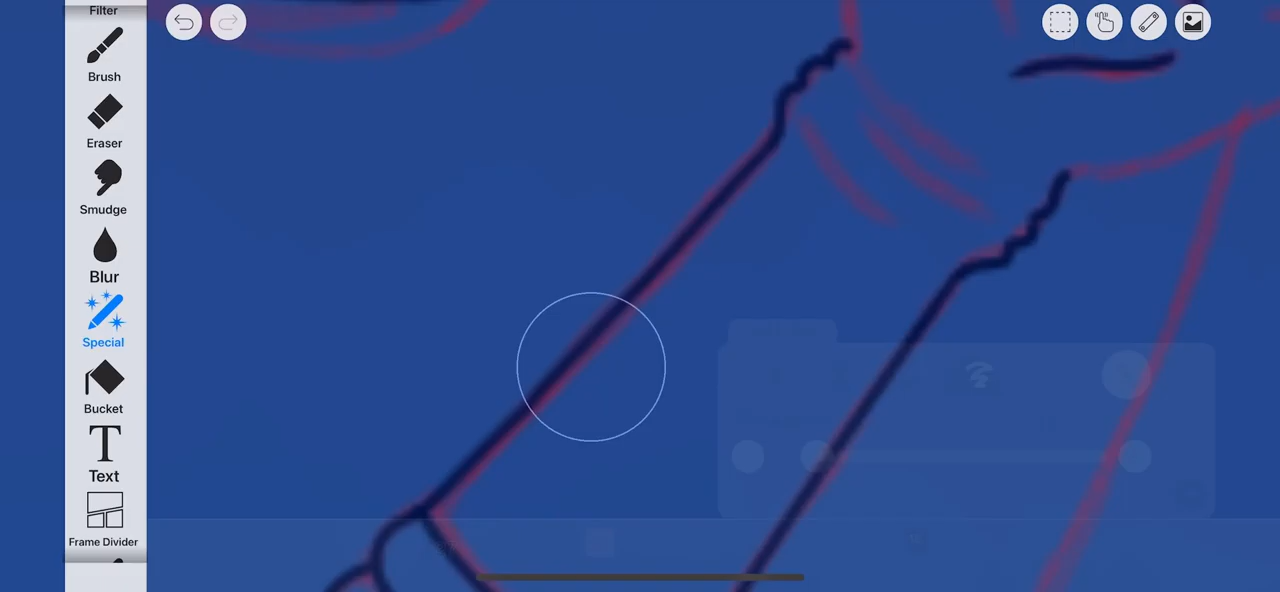 Filter
Brush
Eraser
Smudge
Blur
Special
Bucket
T
Text
Frame Divider